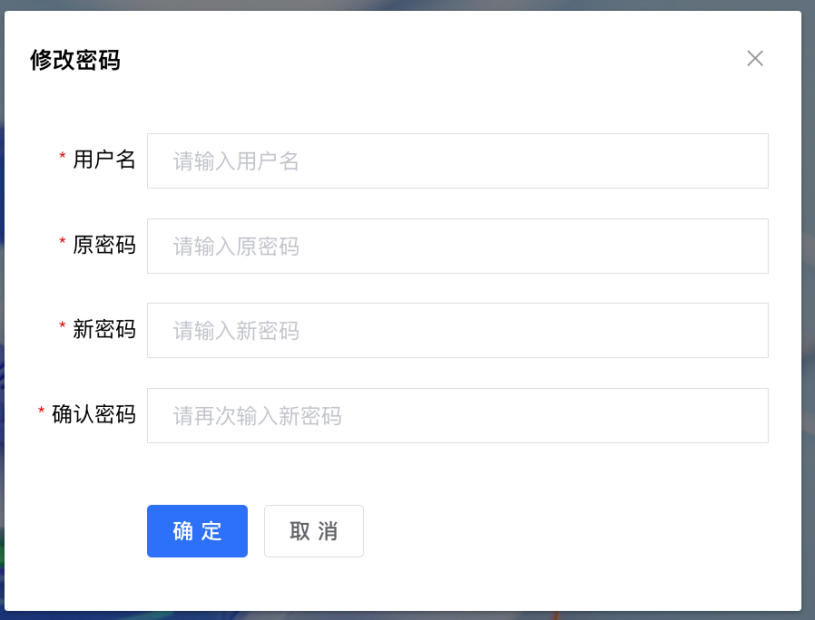 修改密码
* 用户名 请输入用户名
* 原密码 请输入原密码
* 新密码 请输入新密码
* 确认密码 请再次输入新密码
确 定 取 消